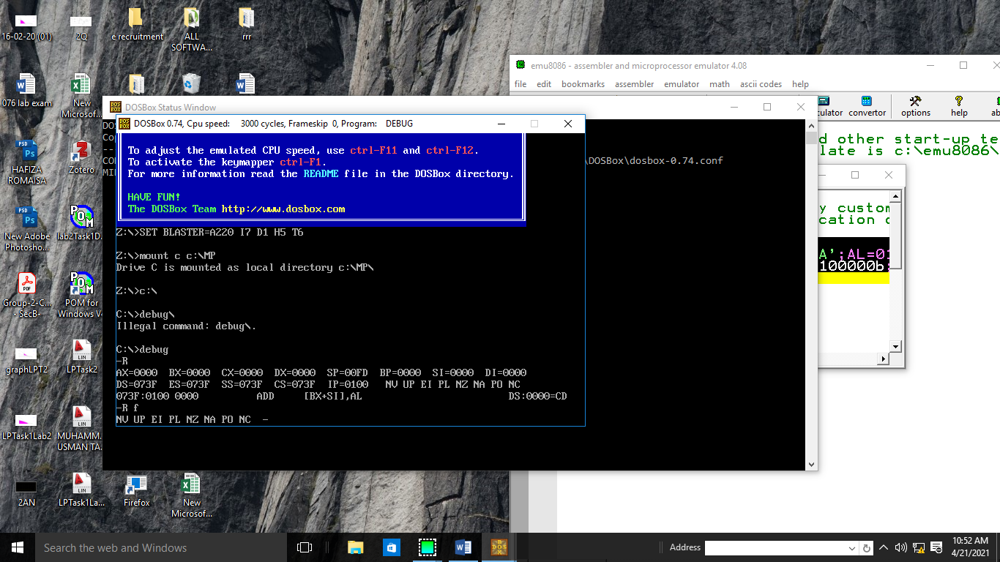 16-02-20 (01)
2Q
e recruitment
ALL
SOFTWA...
rrr
076 lab exam
New
Microsof...
HAFIZA
ROMAISA
Zotero
New Adobe
Photosho...
lab2Task1D.
Group-2-C...
- SecB-
POM for
Windows V4
graphLPT2
LPTask2
LPTask1Lab2
MUHAMM.
USMAN TA.
2AN
LPTask1La...
Firefox
New
Microsof...
emu8086 - assembler and microprocessor emulator 4.08
file edit bookmarks assembler emulator math ascii codes help
culator convertor options help ab
d other start-up te
late is c:\emu8086\
y custom
cation o
A';AL=01
100000b
DOSBox Status Window
DOS
Cop
--
CON
MID
\DOSBox\dosbox-0.74.conf
DOSBox 0.74, Cpu speed: 3000 cycles, Frameskip 0, Program: DEBUG
To adjust the emulated CPU speed, use ctrl-F11 and ctrl-F12.
To activate the keymapper ctrl-F1.
For more information read the README file in the DOSBox directory.
HAVE FUN!
The DOSBox Team http://www.dosbox.com
Z:\>SET BLASTER=A220 I7 D1 H5 T6
Z:\>mount c c:\MP
Drive C is mounted as local directory c:\MP\
Z:\>c:\
C:\>debug\
Illegal command: debug\.
C:\>debug
-R
AX=0000 BX=0000 CX=0000 DX=0000 SP=00FD BP=0000 SI=0000 DI=0000
DS=073F ES=073F SS=073F CS=073F IP=0100 NV UP EI PL NZ NA PO NC
073F:0100 0000 ADD [BX+SI],AL DS:0000=CD
-R f
NV UP EI PL NZ NA PO NC -
Search the web and Windows
Address
10:52 AM
4/21/2021